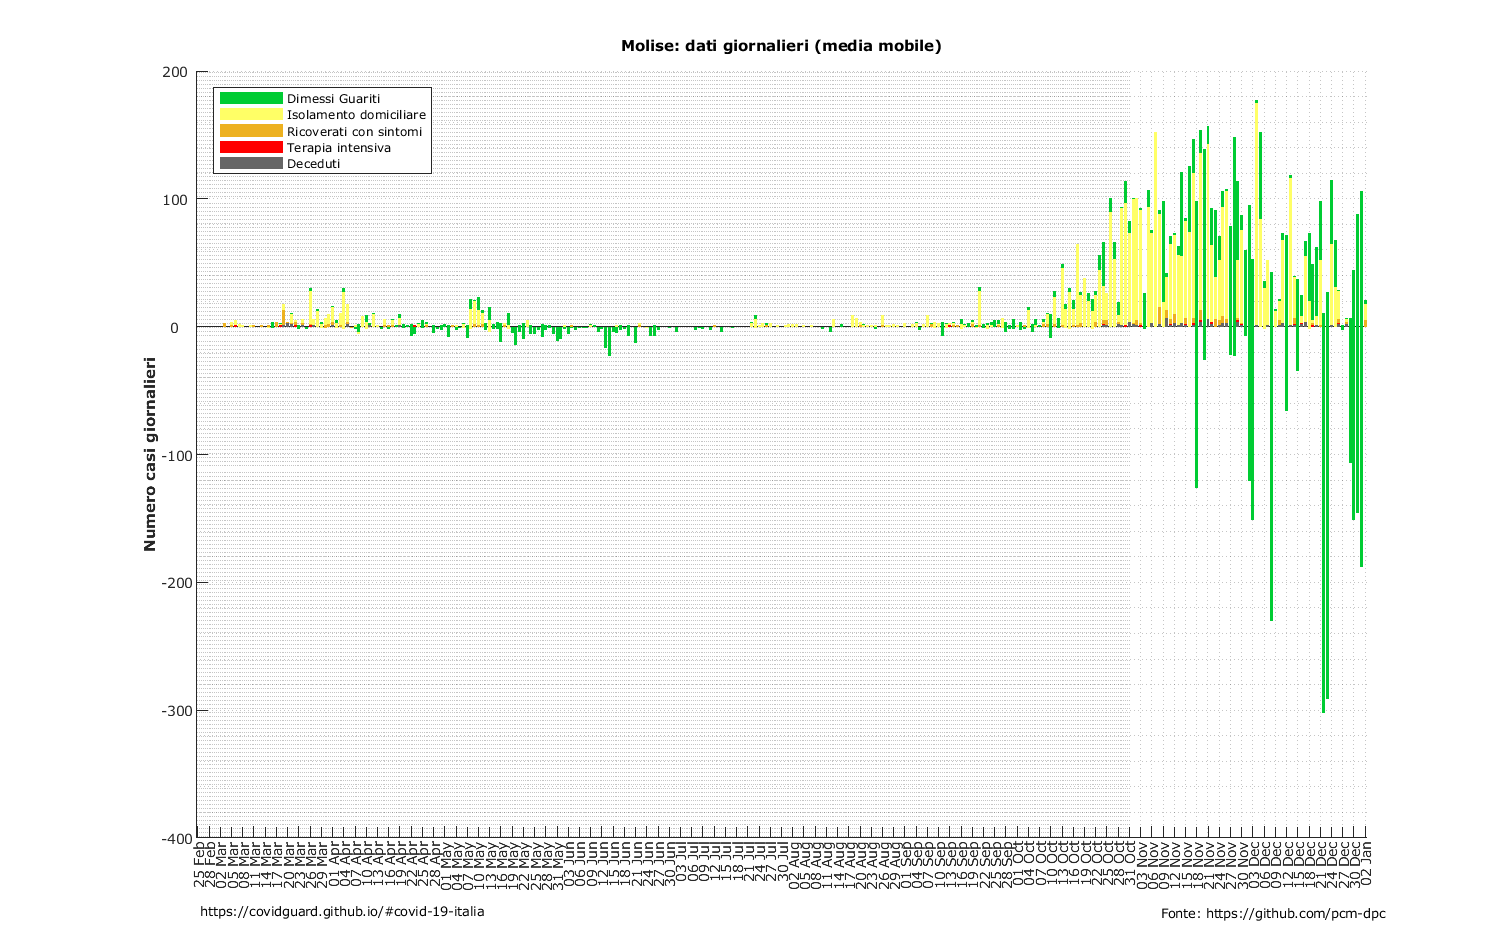 Molise: dati giornalieri (media mobile)
200
100
0
-100
-200
-300
-400
Numero casi giornalieri
Dimessi Guariti
Isolamento domiciliare
Ricoverati con sintomi
Terapia intensiva
Deceduti
25 Feb
28 Feb
02 Mar
05 Mar
08 Mar
11 Mar
14 Mar
17 Mar
20 Mar
23 Mar
26 Mar
29 Mar
01 Apr
04 Apr
07 Apr
10 Apr
13 Apr
16 Apr
19 Apr
22 Apr
25 Apr
28 Apr
01 May
04 May
07 May
10 May
13 May
16 May
19 May
22 May
25 May
28 May
31 May
03 Jun
06 Jun
09 Jun
12 Jun
15 Jun
18 Jun
21 Jun
24 Jun
27 Jun
30 Jun
03 Jul
06 Jul
09 Jul
12 Jul
15 Jul
18 Jul
21 Jul
24 Jul
27 Jul
30 Jul
02 Aug
05 Aug
08 Aug
11 Aug
14 Aug
17 Aug
20 Aug
23 Aug
26 Aug
29 Aug
01 Sep
04 Sep
07 Sep
10 Sep
13 Sep
16 Sep
19 Sep
22 Sep
25 Sep
28 Sep
01 Oct
04 Oct
07 Oct
10 Oct
13 Oct
16 Oct
19 Oct
22 Oct
25 Oct
28 Oct
31 Oct
03 Nov
06 Nov
09 Nov
12 Nov
15 Nov
18 Nov
21 Nov
24 Nov
27 Nov
30 Nov
03 Dec
06 Dec
09 Dec
12 Dec
15 Dec
18 Dec
21 Dec
24 Dec
27 Dec
30 Dec
02 Jan
https://covidguard.github.io/#covid-19-italia
Fonte: https://github.com/pcm-dpc